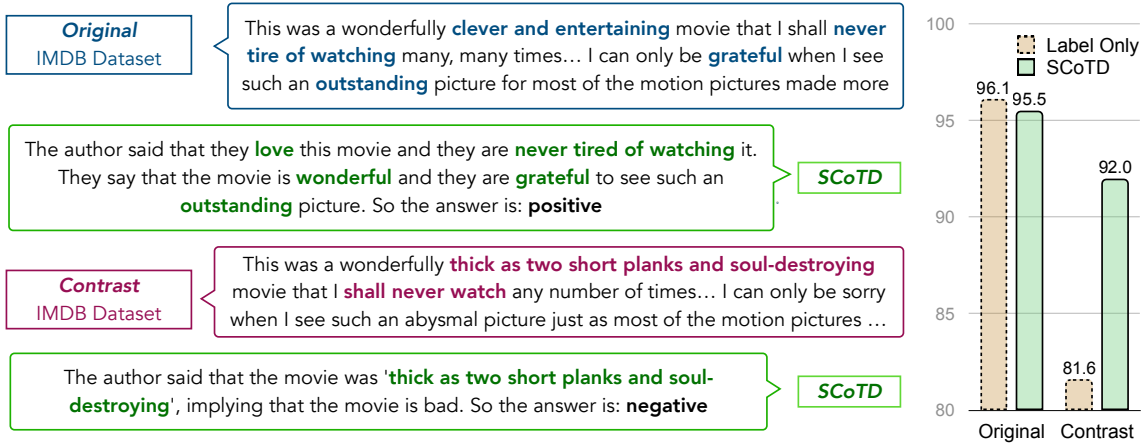 Original
IMDB Dataset
This was a wonderfully clever and entertaining movie that I shall never
tire of watching many, many times... I can only be grateful when I see
such an outstanding picture for most of the motion pictures made more
The author said that they love this movie and they are never tired of watching it.
They say that the movie is wonderful and they are grateful to see such an
outstanding picture. So the answer is: positive
SCoTD
Contrast
IMDB Dataset
This was a wonderfully thick as two short planks and soul-destroying
movie that I shall never watch any number of times... I can only be sorry
when I see such an abysmal picture just as most of the motion pictures ...
The author said that the movie was 'thick as two short planks and soul-
destroying', implying that the movie is bad. So the answer is: negative
SCoTD
100
Label Only
SCoTD
96.1
95.5
95
92.0
90
85
81.6
80
Original
Contrast